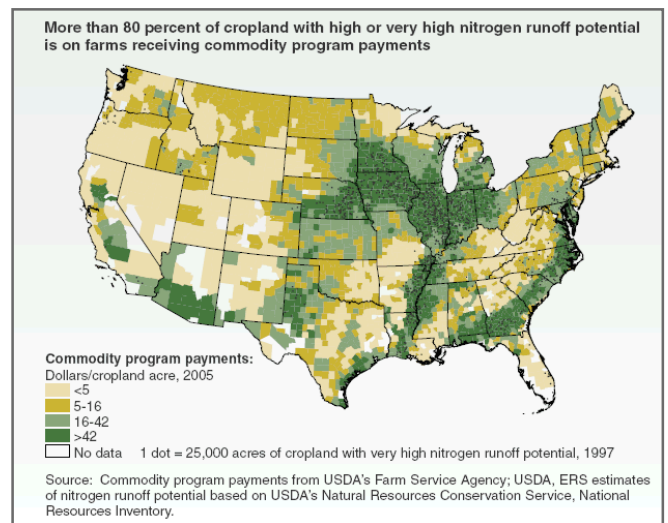 More than 80 percent of cropland with high or very high nitrogen runoff potential
is on farms receiving commodity program payments
Commodity program payments:
Dollars/cropland acre, 2005
<5
5-16
16-42
>42
No data 1 dot = 25,000 acres of cropland with very high nitrogen runoff potential, 1997
Source: Commodity program payments from USDA's Farm Service Agency; USDA, ERS estimates
of nitrogen runoff potential based on USDA's Natural Resources Conservation Service, National
Resources Inventory.